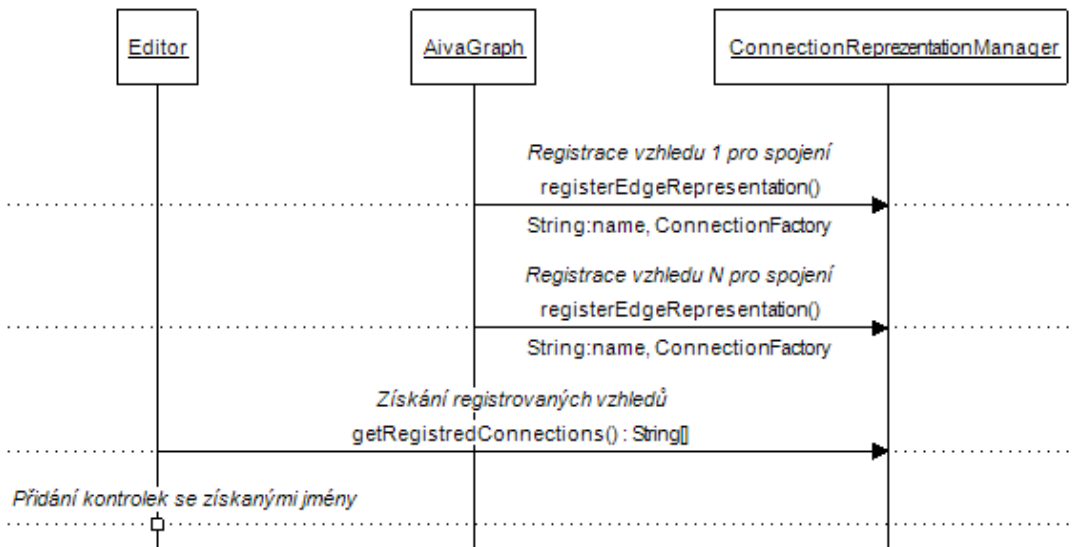 Editor
AivaGraph
ConnectionReprezentationManager
Registrace vzhledu 1 pro spojení
registerEdgeRepresentation()
String:name, ConnectionFactory
Registrace vzhledu N pro spojení
registerEdgeRepresentation()
String:name, ConnectionFactory
Získání registrovaných vzhledů
getRegistredConnections() : String[]
Přidání kontrolek se získanými jmény